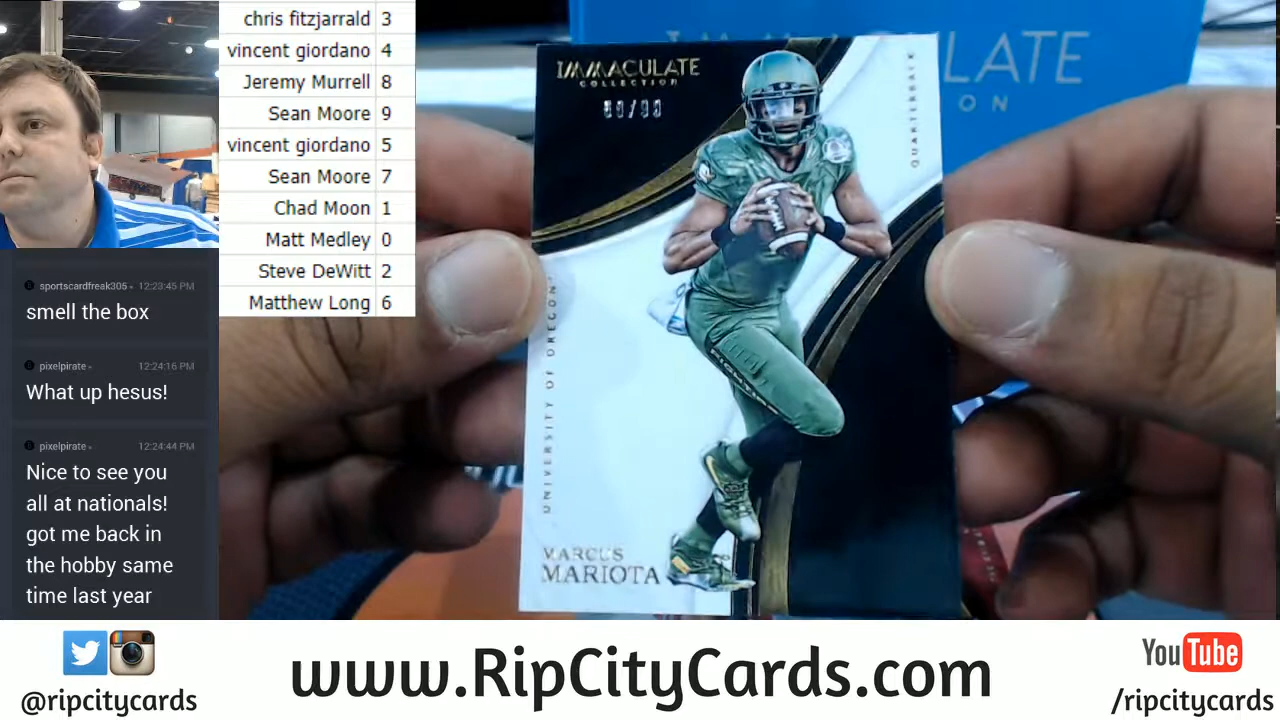 chris fitzjarrald 3
vincent giordano 4
Jeremy Murrell 8
Sean Moore 9
vincent giordano 5
Sean Moore 7
Chad Moon 1
Matt Medley 0
Steve DeWitt 2
Matthew Long 6
sportscardfreak305 12:23:45 PM
smell the box
pixelpirate 12:24:16 PM
What up hesus!
pixelpirate 12:24:44 PM
Nice to see you
all at nationals!
got me back in
the hobby same
time last year
IMMACULATE
COLLECTION
QUARTERBACK
UNIVERSITY OF OREGON
MARCUS
MARIOTA
@ripcitycards
www.RipCityCards.com
YouTube
/ripcitycards